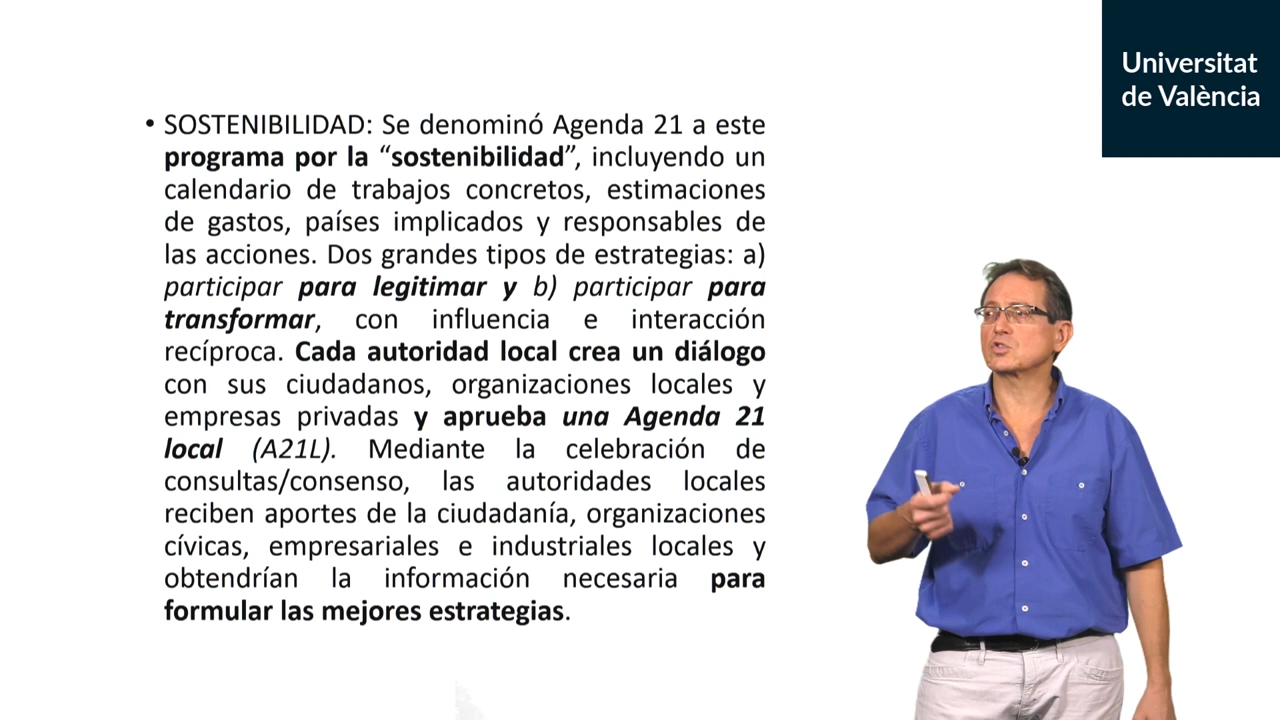 Universitat
de València
• SOSTENIBILIDAD: Se denominó Agenda 21 a este
programa por la “sostenibilidad”, incluyendo un
calendario de trabajos concretos, estimaciones
de gastos, países implicados y responsables de
las acciones. Dos grandes tipos de estrategias: a)
participar para legitimar y b) participar para
transformar, con influencia e interacción
recíproca. Cada autoridad local crea un diálogo
con sus ciudadanos, organizaciones locales y
empresas privadas y aprueba una Agenda 21
local (A21L). Mediante la celebración de
consultas/consenso, las autoridades locales
reciben aportes de la ciudadanía, organizaciones
cívicas, empresariales e industriales locales y
obtendrían la información necesaria para
formular las mejores estrategias.